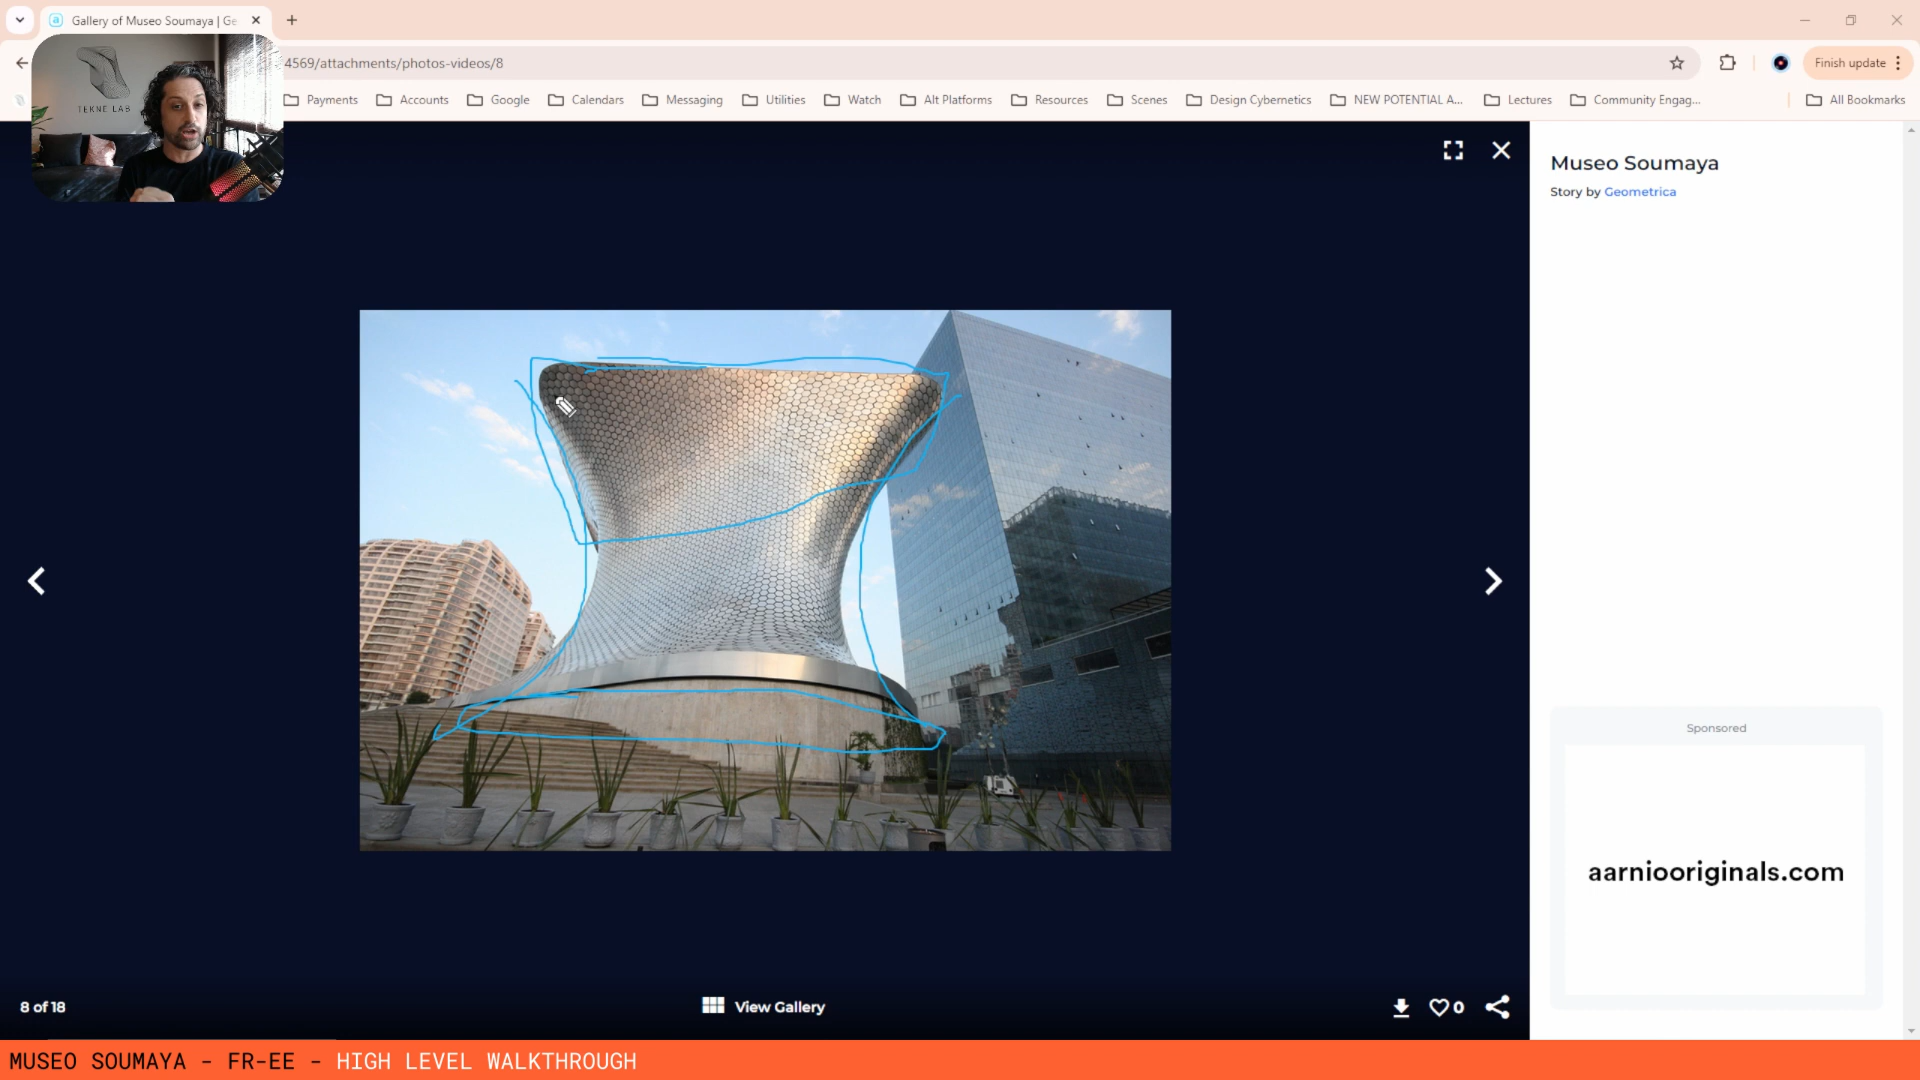 Gallery of Museo Soumaya | Ge
4569/attachments/photos-videos/8
Finish update
Payments
Accounts
Google
Calendars
Messaging
Utilities
Watch
Alt Platforms
Resources
Scenes
Design Cybernetics
NEW POTENTIAL A...
Lectures
Community Engag...
All Bookmarks
TEKNE LAB
Museo Soumaya
Story by Geometrica
Sponsored
aarniooriginals.com
8 of 18
View Gallery
0
MUSEO SOUMAYA - FR-EE - HIGH LEVEL WALKTHROUGH